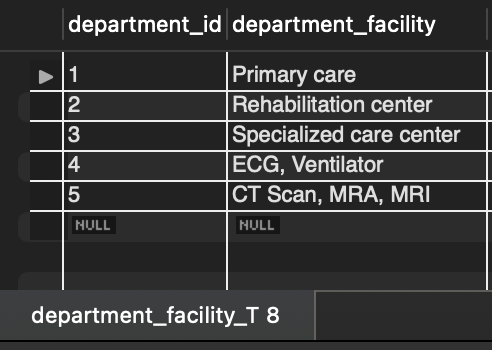 department_id department_facility
1 Primary care
2 Rehabilitation center
3 Specialized care center
4 ECG, Ventilator
5 CT Scan, MRA, MRI
NULL NULL
department_facility_T 8